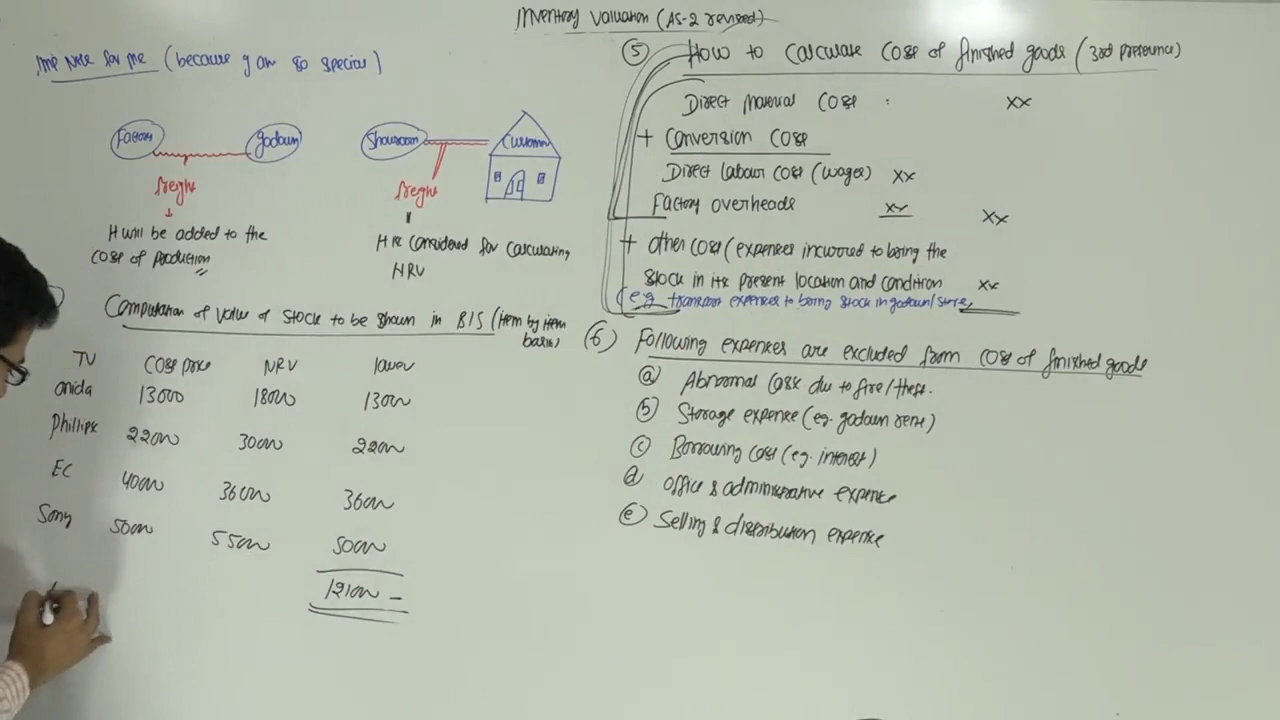 Inventory Valuation (AS-2 revised)
Imp Note for me (because I am so special)
Factory
godown
Showroom
Customer
freight
freight
It will be added to the
cost of production
It is considered for calculating
NRV
Computation of value of stock to be shown in B/S (item by item
basis)
TV
Cost price
NRV
lower
Onida
13000
18000
13000
Phillips
22000
30000
22000
EC
40000
36000
36000
Sony
50000
55000
50000
121000
(5) How to calculate cost of finished goods (3rd presence)
Direct Material cost : xx
+ Conversion cost
Direct labour cost (wages) xx
Factory overheads xx xx
+ other cost (expenses incurred to bring the
stock in its present location and condition xx
(eg transport expenses to bring stock in godown/store)
(6) Following expenses are excluded from cost of finished goods
(a) Abnormal loss due to fire/theft.
(b) Storage expense (eg. godown rent)
(c) Borrowing cost (eg. interest)
(d) office & administrative expense
(e) Selling & distribution expense